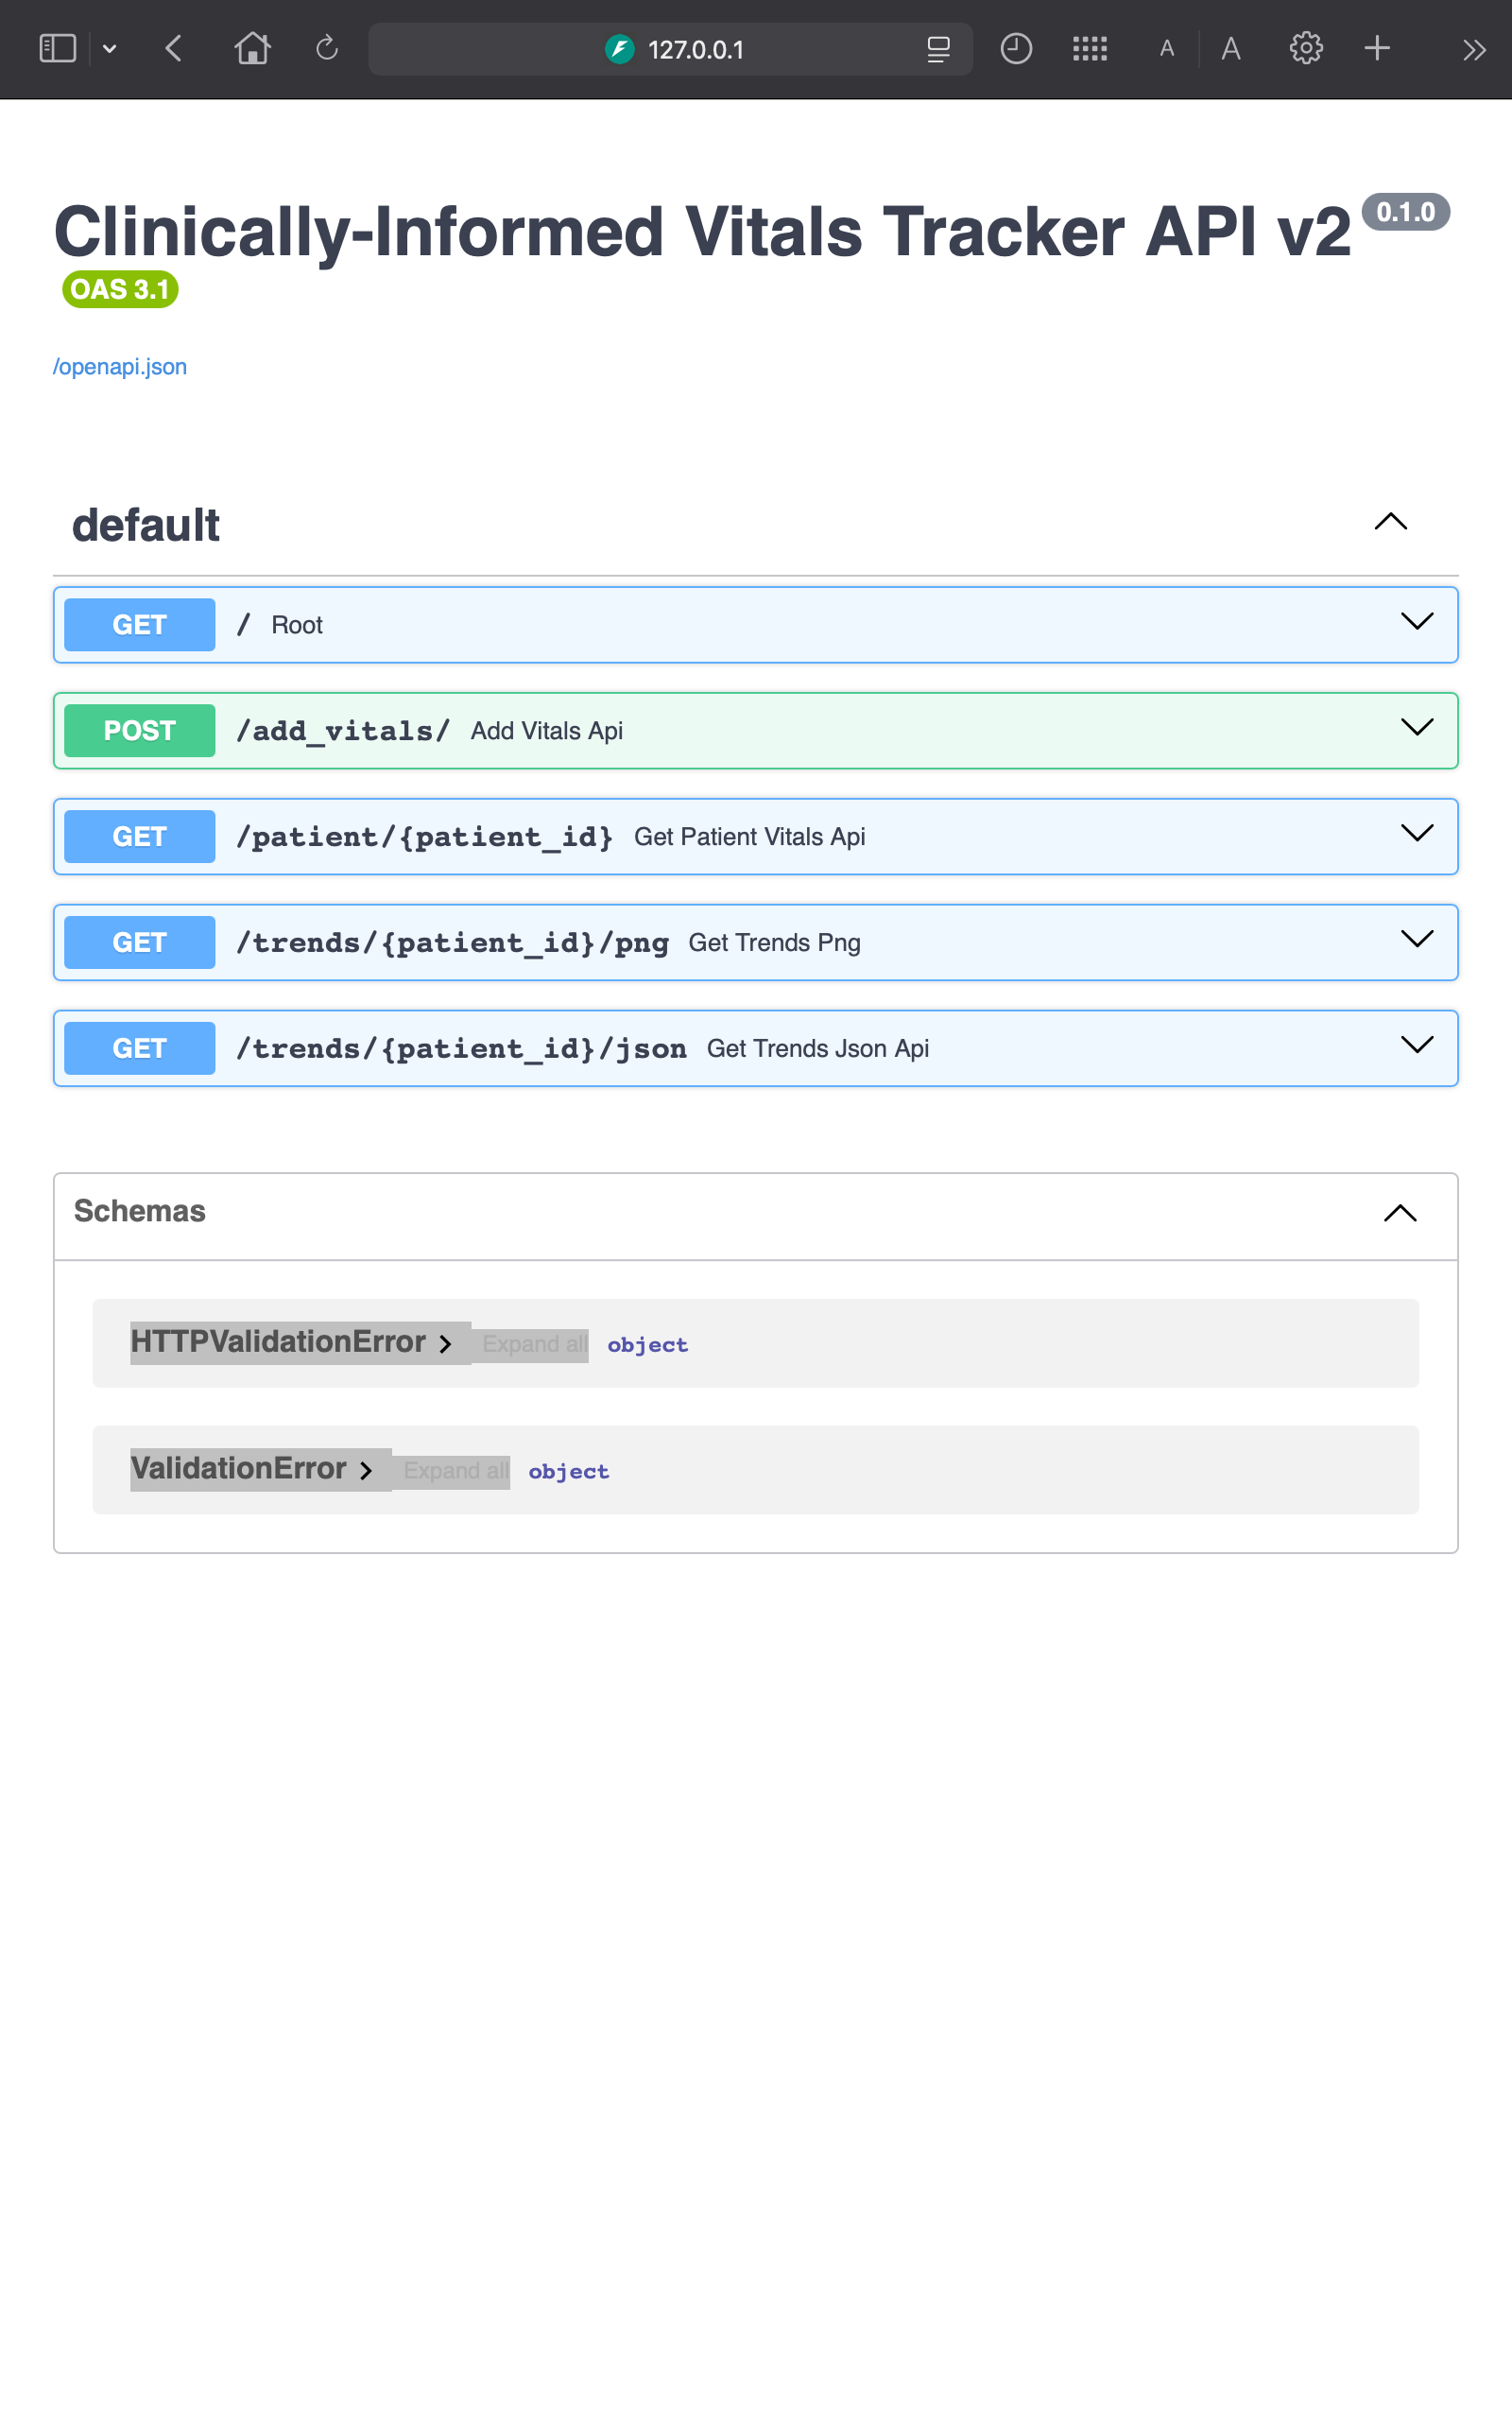 127.0.0.1
A A
Clinically-Informed Vitals Tracker API v2 0.1.0
OAS 3.1
/openapi.json
default
GET / Root
POST /add_vitals/ Add Vitals Api
GET /patient/{patient_id} Get Patient Vitals Api
GET /trends/{patient_id}/png Get Trends Png
GET /trends/{patient_id}/json Get Trends Json Api
Schemas
HTTPValidationError Expand all object
ValidationError Expand all object